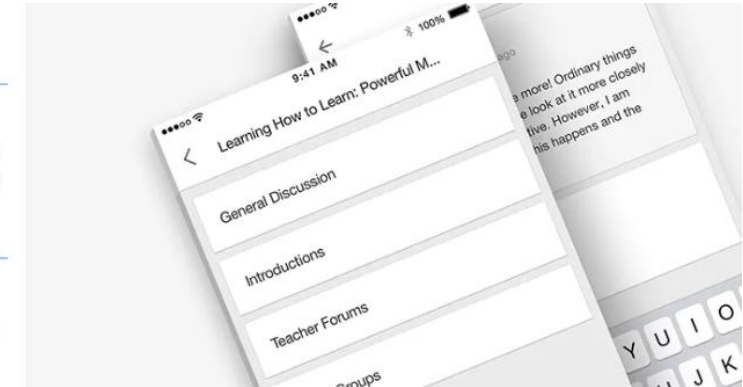 9:41 AM
100%
Learning How to Learn: Powerful M...
General Discussion
Introductions
Teacher Forums
Groups
ago
more! Ordinary things
look at it more closely
However, I am
his happens and the
Y U I O
J K